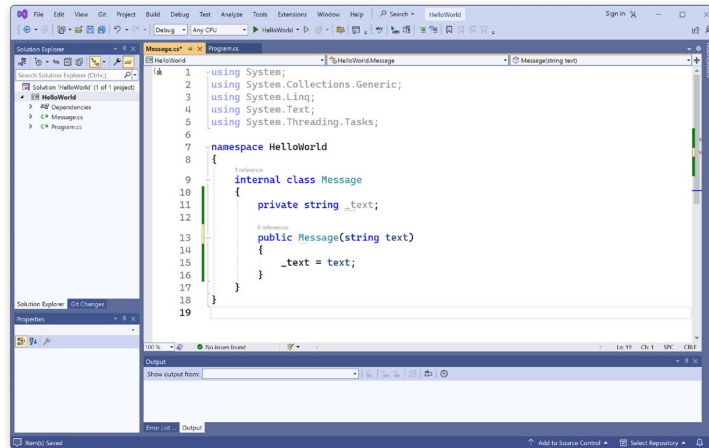 File Edit View Git Project Build Debug Test Analyze Tools Extensions Window Help Search HelloWorld Sign in
Debug Any CPU HelloWorld
Solution Explorer
Search Solution Explorer (Ctrl+;)
Solution 'HelloWorld' (1 of 1 project)
HelloWorld
Dependencies
C# Message.cs
C# Program.cs
Solution Explorer Git Changes
Properties
Message.cs* Program.cs
HelloWorld HelloWorld.Message Message(string text)
1 using System;
2 using System.Collections.Generic;
3 using System.Linq;
4 using System.Text;
5 using System.Threading.Tasks;
6
7 namespace HelloWorld
8 {
1 reference
9 internal class Message
10 {
11 private string _text;
12
0 references
13 public Message(string text)
14 {
15 _text = text;
16 }
17 }
18 }
19
100 % No issues found Ln: 19 Ch: 1 SPC CRLF
Output
Show output from:
Error List ... Output
Item(s) Saved Add to Source Control Select Repository